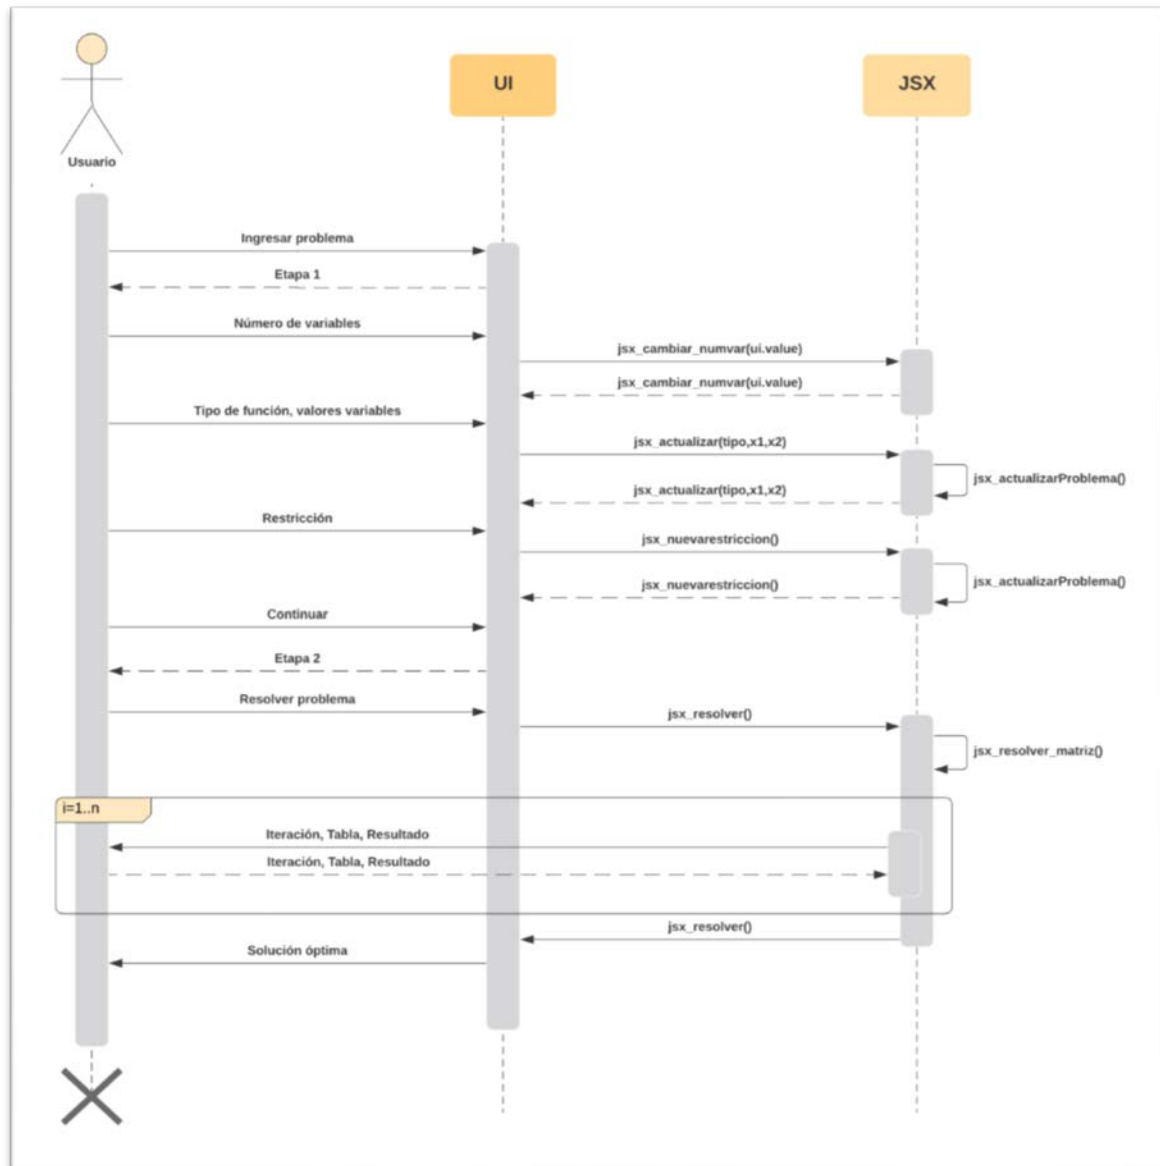 UI
JSX
Usuario
Ingresar problema
Etapa 1
Número de variables
jsx_cambiar_numvar(ui.value)
jsx_cambiar_numvar(ui.value)
Tipo de función, valores variables
jsx_actualizar(tipo,x1,x2)
jsx_actualizarProblema()
jsx_actualizar(tipo,x1,x2)
Restricción
jsx_nuevarestriccion()
jsx_actualizarProblema()
jsx_nuevarestriccion()
Continuar
Etapa 2
Resolver problema
jsx_resolver()
jsx_resolver_matriz()
i=1..n
Iteración, Tabla, Resultado
Iteración, Tabla, Resultado
jsx_resolver()
Solución óptima